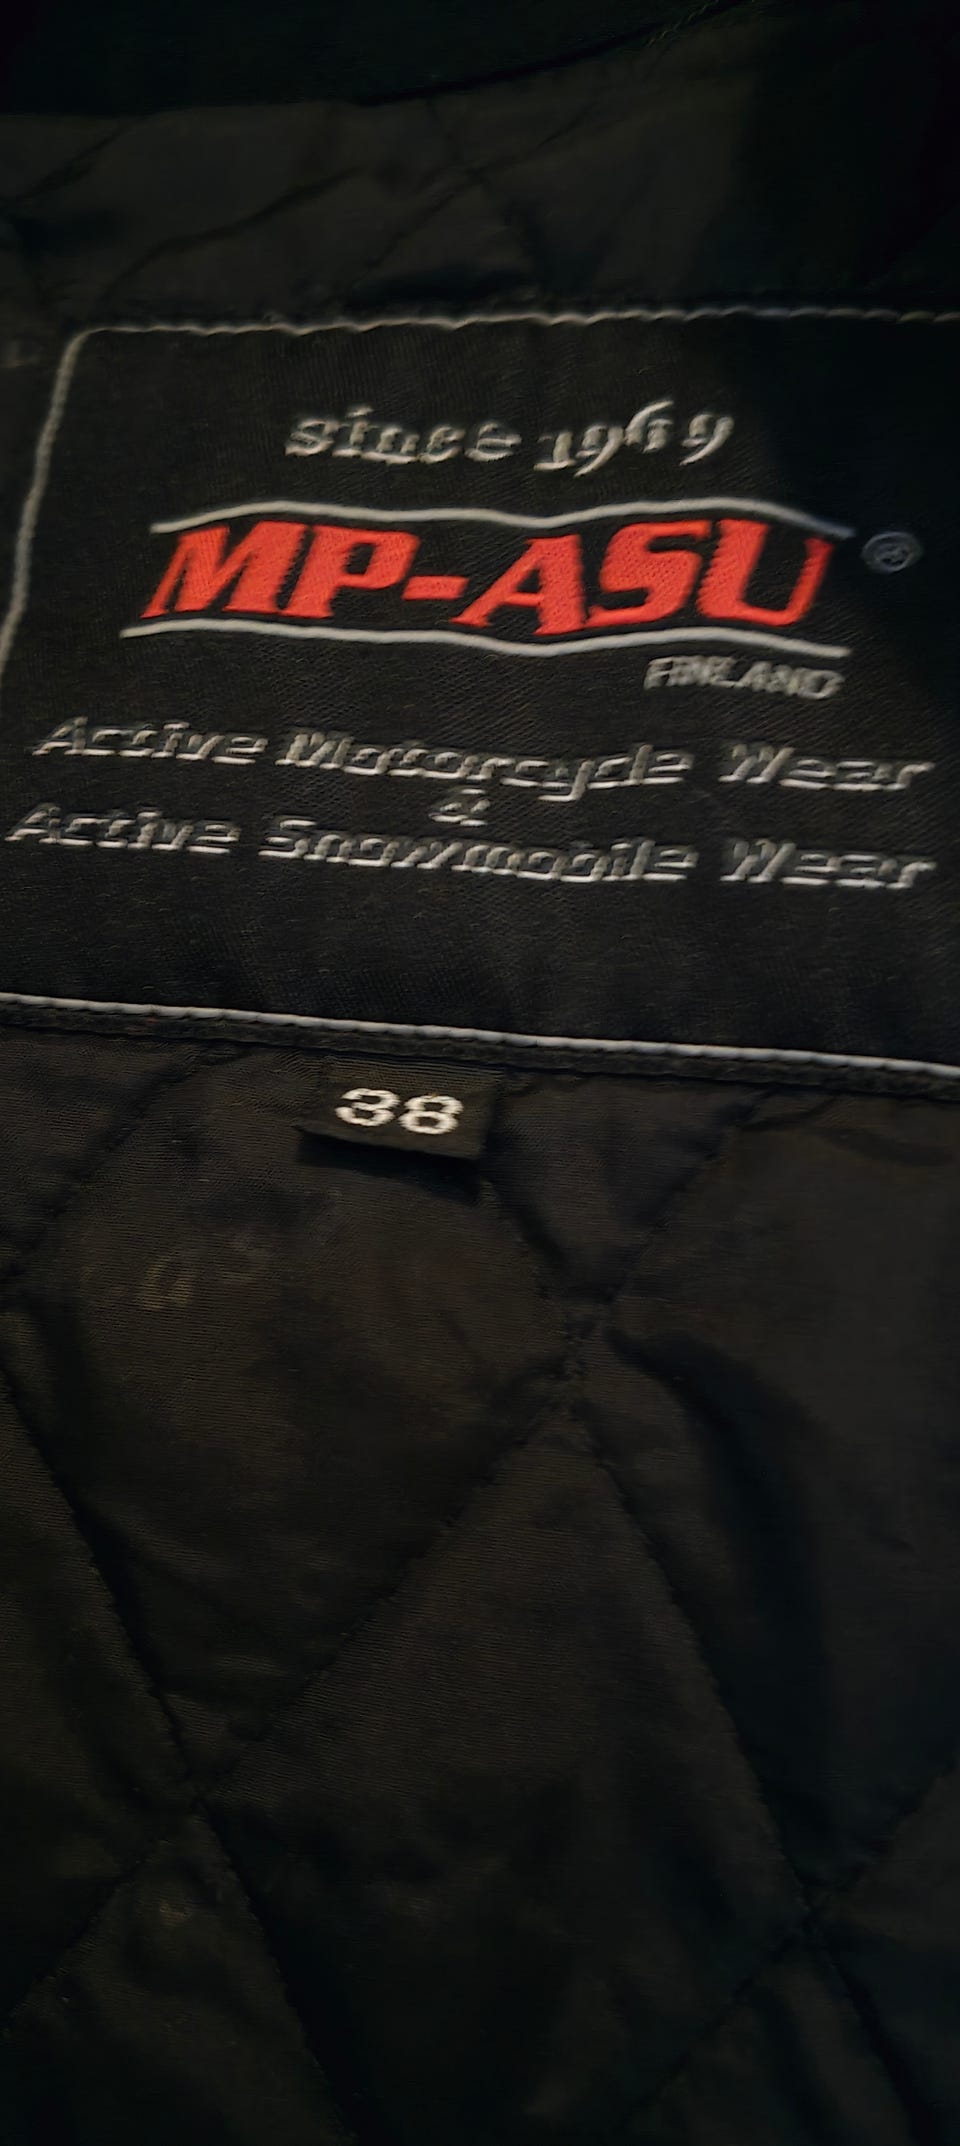 since 1969
MP-ASU ®
FINLAND
Active Motorcycle Wear
&
Active Snowmobile Wear
38